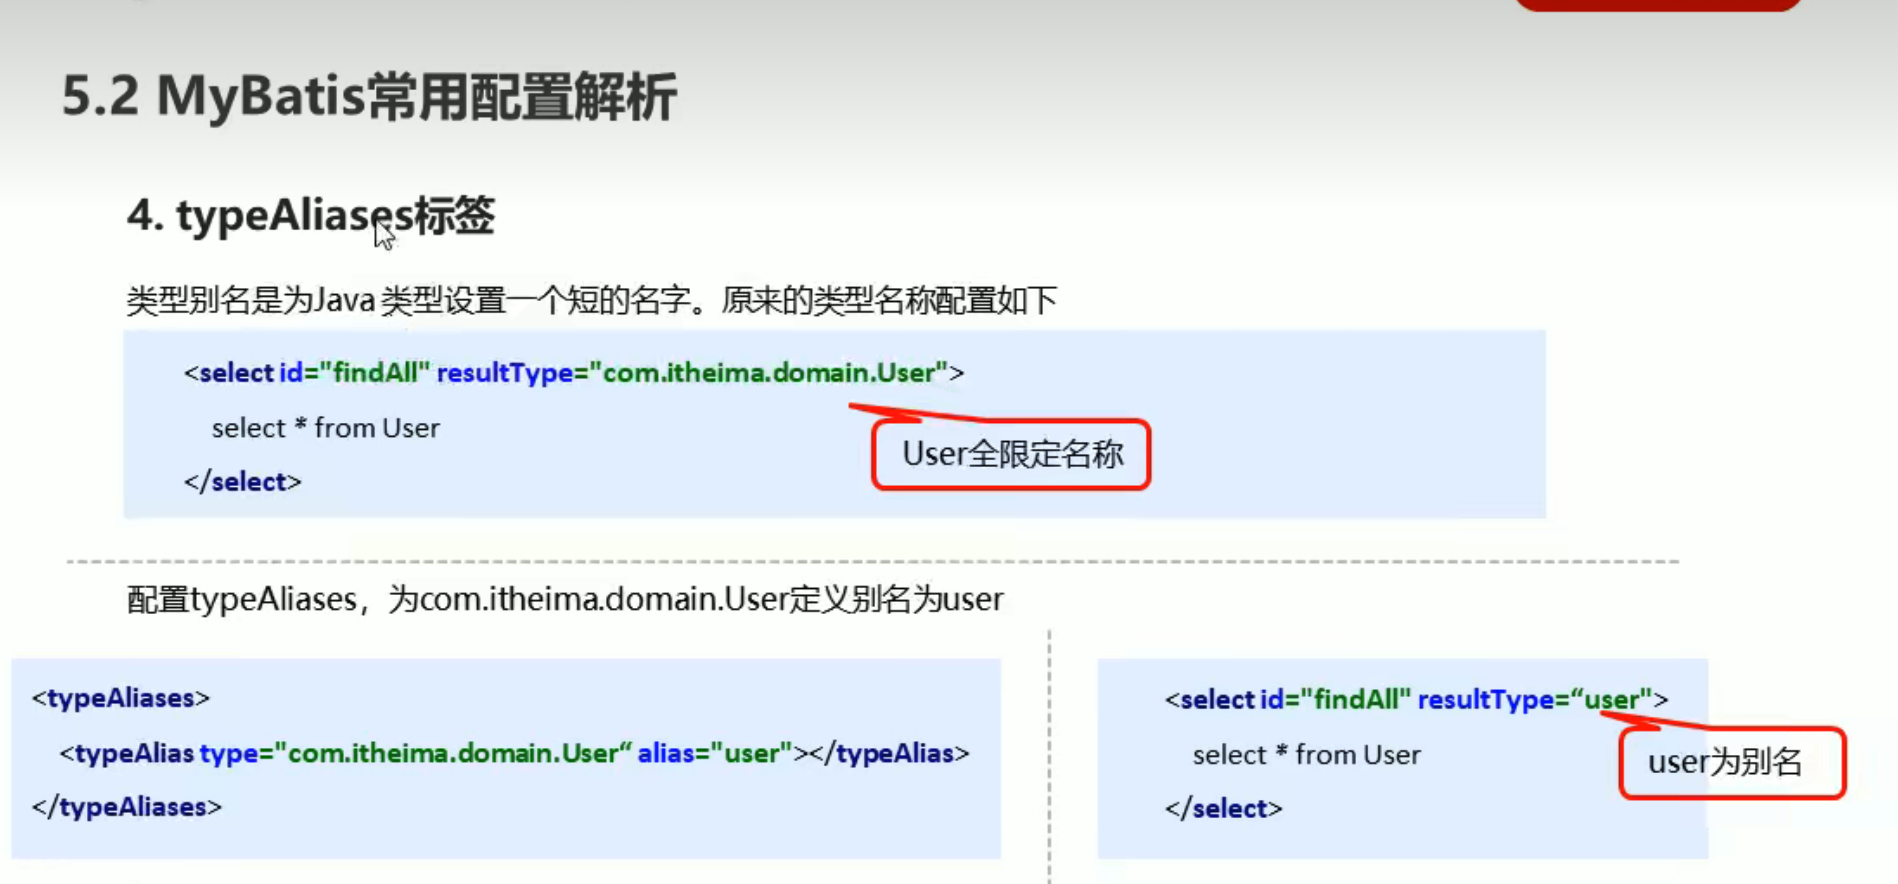 5.2 MyBatis常用配置解析
4. typeAliases标签
类型别名是为Java 类型设置一个短的名字。原来的类型名称配置如下
<select id="findAll" resultType="com.itheima.domain.User">
select * from User
</select>
User全限定名称
配置typeAliases，为com.itheima.domain.User定义别名为user
<typeAliases>
<typeAlias type="com.itheima.domain.User“ alias="user"></typeAlias>
</typeAliases>
<select id="findAll" resultType=“user">
select * from User
</select>
user为别名